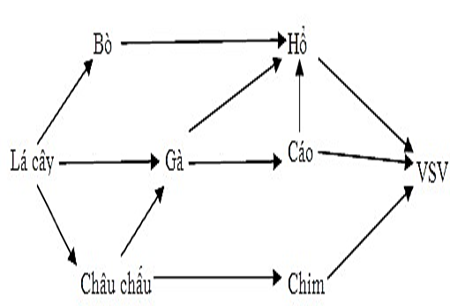 Bò
Hổ
Lá cây
Gà
Cáo
VSV
Châu chấu
Chim